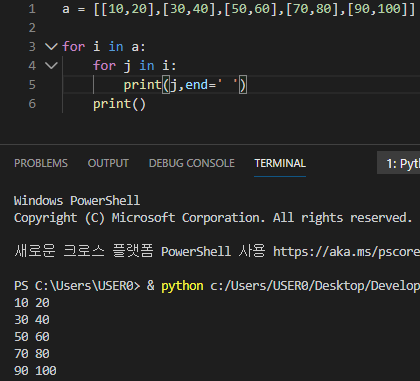 1 a = [[10,20],[30,40],[50,60],[70,80],[90,100]]
2
3 for i in a:
4     for j in i:
5         print(j,end=' ')
6     print()
PROBLEMS OUTPUT DEBUG CONSOLE TERMINAL 1: Pyt
Windows PowerShell
Copyright (C) Microsoft Corporation. All rights reserved.
새로운 크로스 플랫폼 PowerShell 사용 https://aka.ms/pscore
PS C:\Users\USER0> & python c:/Users/USER0/Desktop/Develop
10 20
30 40
50 60
70 80
90 100